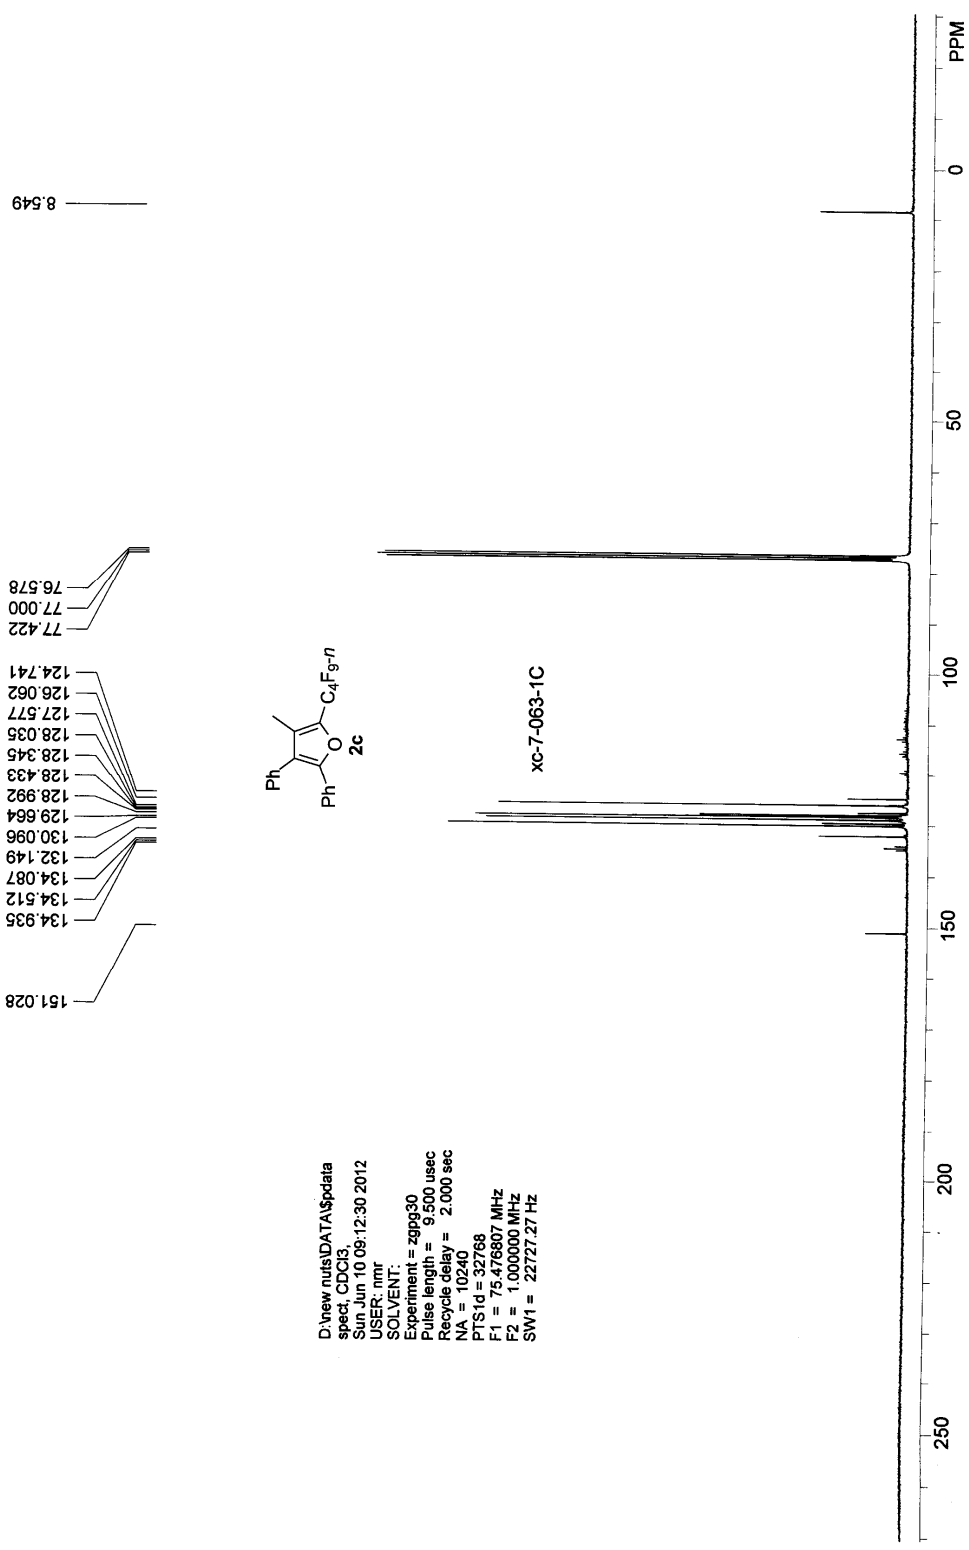 151.028
134.935
134.512
134.087
132.149
130.096
129.664
128.992
128.433
128.345
128.035
127.577
126.062
124.741
77.422
77.000
76.578
8.549
D:\new nuts\DATA\$pdata
spect, CDCl3,
Sun Jun 10 09:12:30 2012
USER: nmr
SOLVENT:
Experiment = zgpg30
Pulse length = 9.500 usec
Recycle delay = 2.000 sec
NA = 10240
PTS1d = 32768
F1 = 75.476807 MHz
F2 = 1.000000 MHz
SW1 = 22727.27 Hz
Ph
Ph
O
C4F9-n
2c
xc-7-063-1C
250 200 150 100 50 0 PPM